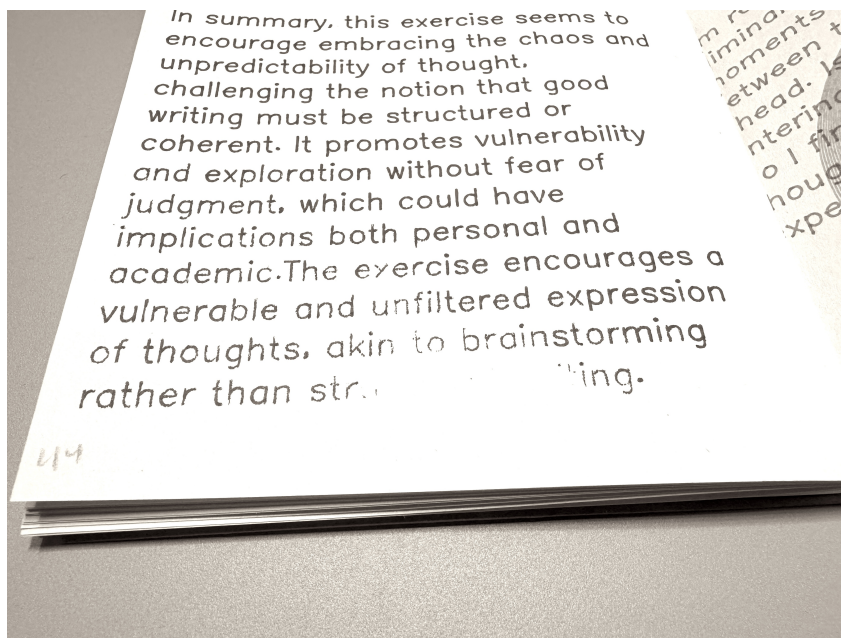 In summary, this exercise seems to
encourage embracing the chaos and
unpredictability of thought,
challenging the notion that good
writing must be structured or
coherent. It promotes vulnerability
and exploration without fear of
judgment, which could have
implications both personal and
academic.The exercise encourages a
vulnerable and unfiltered expression
of thoughts, akin to brainstorming
rather than
44
head. Is
o I